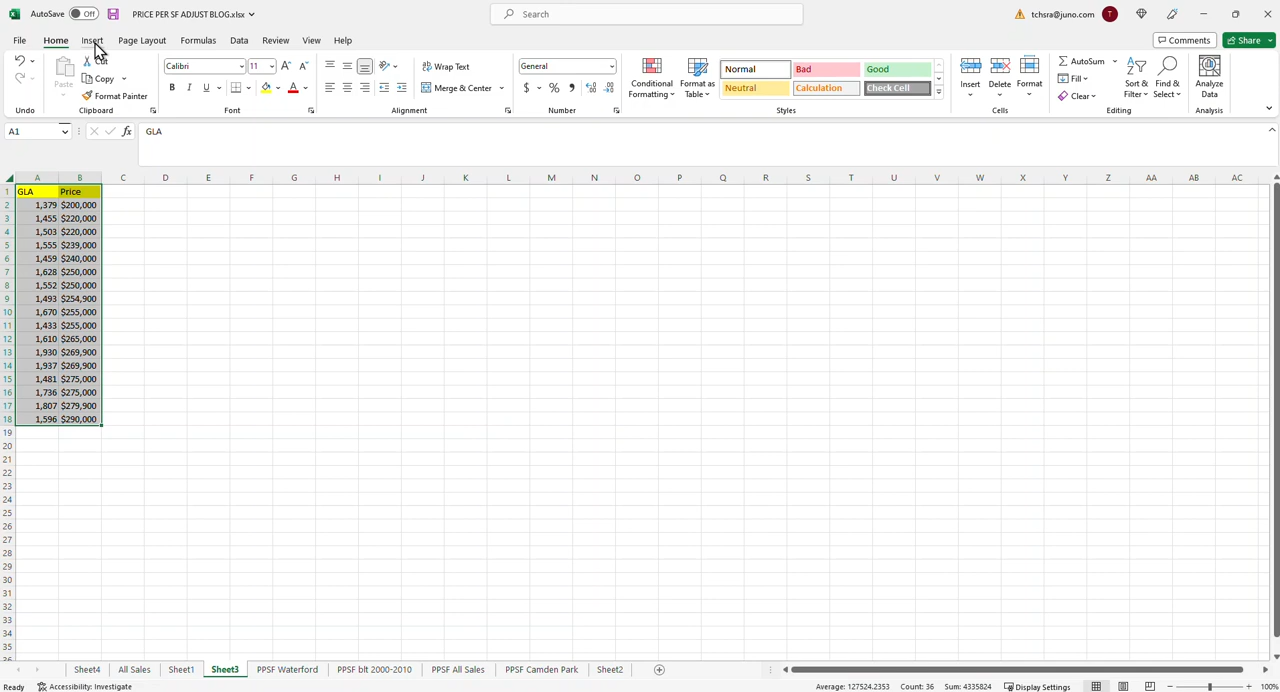 AutoSave Off PRICE PER SF ADJUST BLOG.xlsx Search tchsra@juno.com T
File Home Insert Page Layout Formulas Data Review View Help Comments Share
Paste Copy Format Painter
Undo Clipboard
Calibri 11
B I U A A
Font
Wrap Text
Merge & Center
Alignment
General
$ % ,
Number
Conditional Formatting Format as Table
Normal Bad Good
Neutral Calculation Check Cell
Styles
Insert Delete Format
Cells
AutoSum
Fill
Clear
Sort & Filter Find & Select
Editing
Analyze Data
Analysis
A1 fx GLA
A B C D E F G H I J K L M N O P Q R S T U V W X Y Z AA AB AC
1 GLA Price
2 1,379 $200,000
3 1,455 $220,000
4 1,503 $220,000
5 1,555 $239,000
6 1,459 $240,000
7 1,628 $250,000
8 1,552 $250,000
9 1,493 $254,900
10 1,670 $255,000
11 1,433 $255,000
12 1,610 $265,000
13 1,930 $269,900
14 1,937 $269,900
15 1,481 $275,000
16 1,736 $275,000
17 1,807 $279,900
18 1,596 $290,000
19
20
21
22
23
24
25
26
27
28
29
30
31
32
33
34
35
Sheet4 All Sales Sheet1 Sheet3 PPSF Waterford PPSF blt 2000-2010 PPSF All Sales PPSF Camden Park Sheet2
Ready Accessibility: Investigate Average: 127524.2353 Count: 36 Sum: 4335824 Display Settings 100%